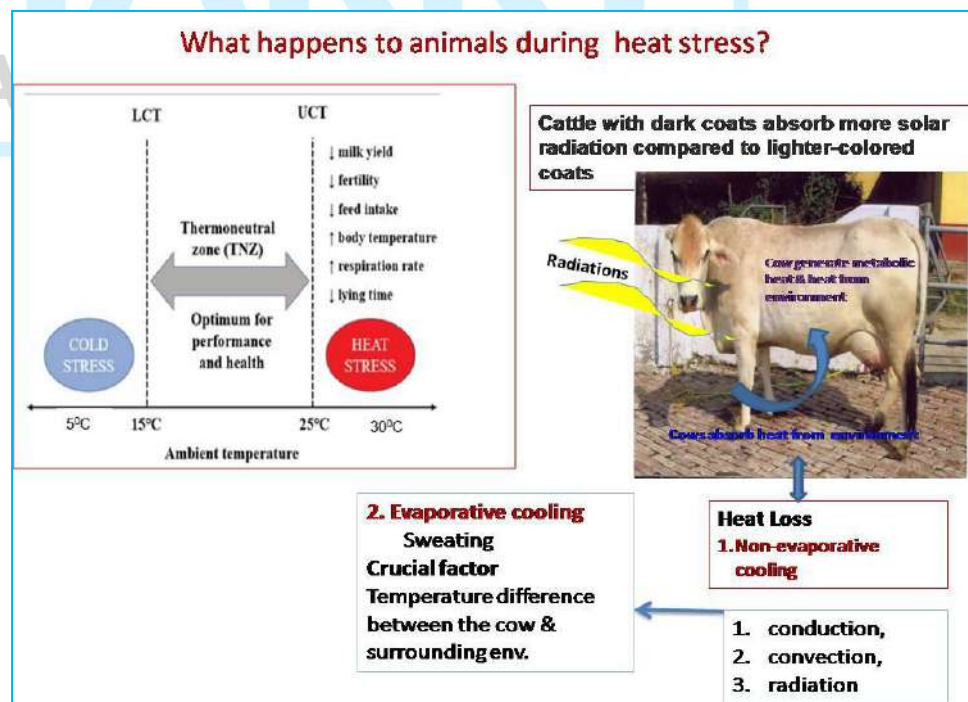 What happens to animals during heat stress?
LCT
UCT
↓ milk yield
↓ fertility
↓ feed intake
↑ body temperature
↑ respiration rate
↓ lying time
Thermoneutral
zone (TNZ)
Optimum for
performance
and health
COLD
STRESS
HEAT
STRESS
5⁰C
15⁰C
25⁰C
30⁰C
Ambient temperature
Cattle with dark coats absorb more solar
radiation compared to lighter-colored
coats
Radiations
Cow generate metabolic
heat & heat from
environment
Cows absorb heat from environment
Heat Loss
1. Non-evaporative
cooling
1. conduction,
2. convection,
3. radiation
2. Evaporative cooling
Sweating
Crucial factor
Temperature difference
between the cow &
surrounding env.